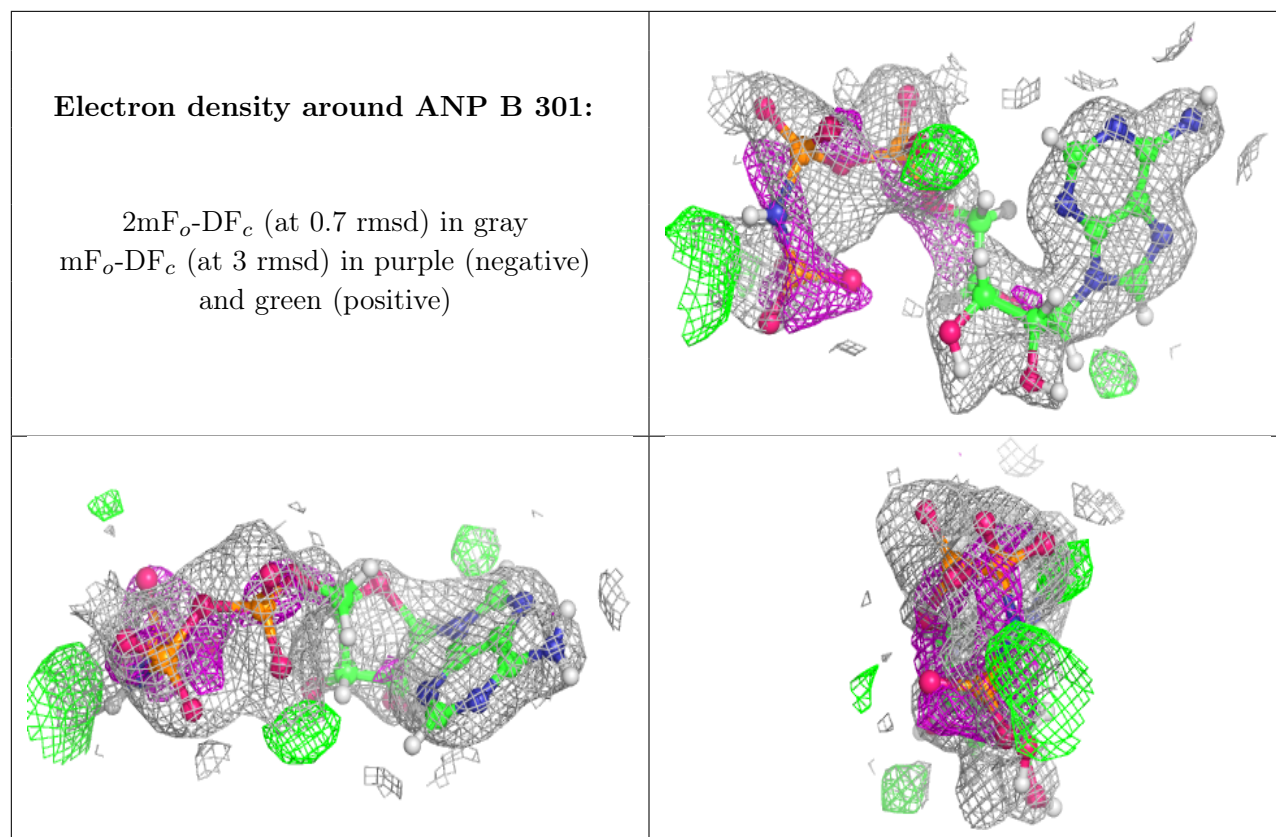 Electron density around ANP B 301:
2mFₒ-DF𝒸 (at 0.7 rmsd) in gray
mFₒ-DF𝒸 (at 3 rmsd) in purple (negative)
and green (positive)